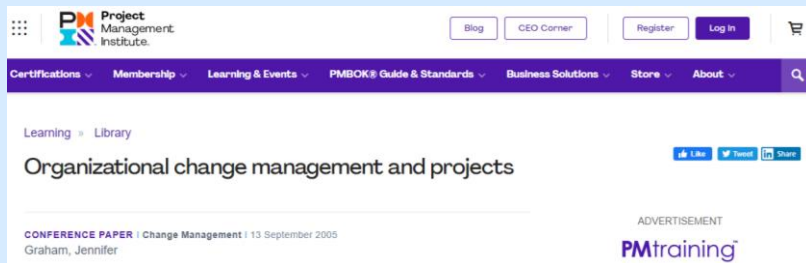 Project
Management
Institute.
Blog
CEO Corner
Register
Log In
Certifications
Membership
Learning & Events
PMBOK® Guide & Standards
Business Solutions
Store
About
Learning » Library
Organizational change management and projects
Like
Tweet
in Share
CONFERENCE PAPER | Change Management | 13 September 2005
Graham, Jennifer
ADVERTISEMENT
PMtraining